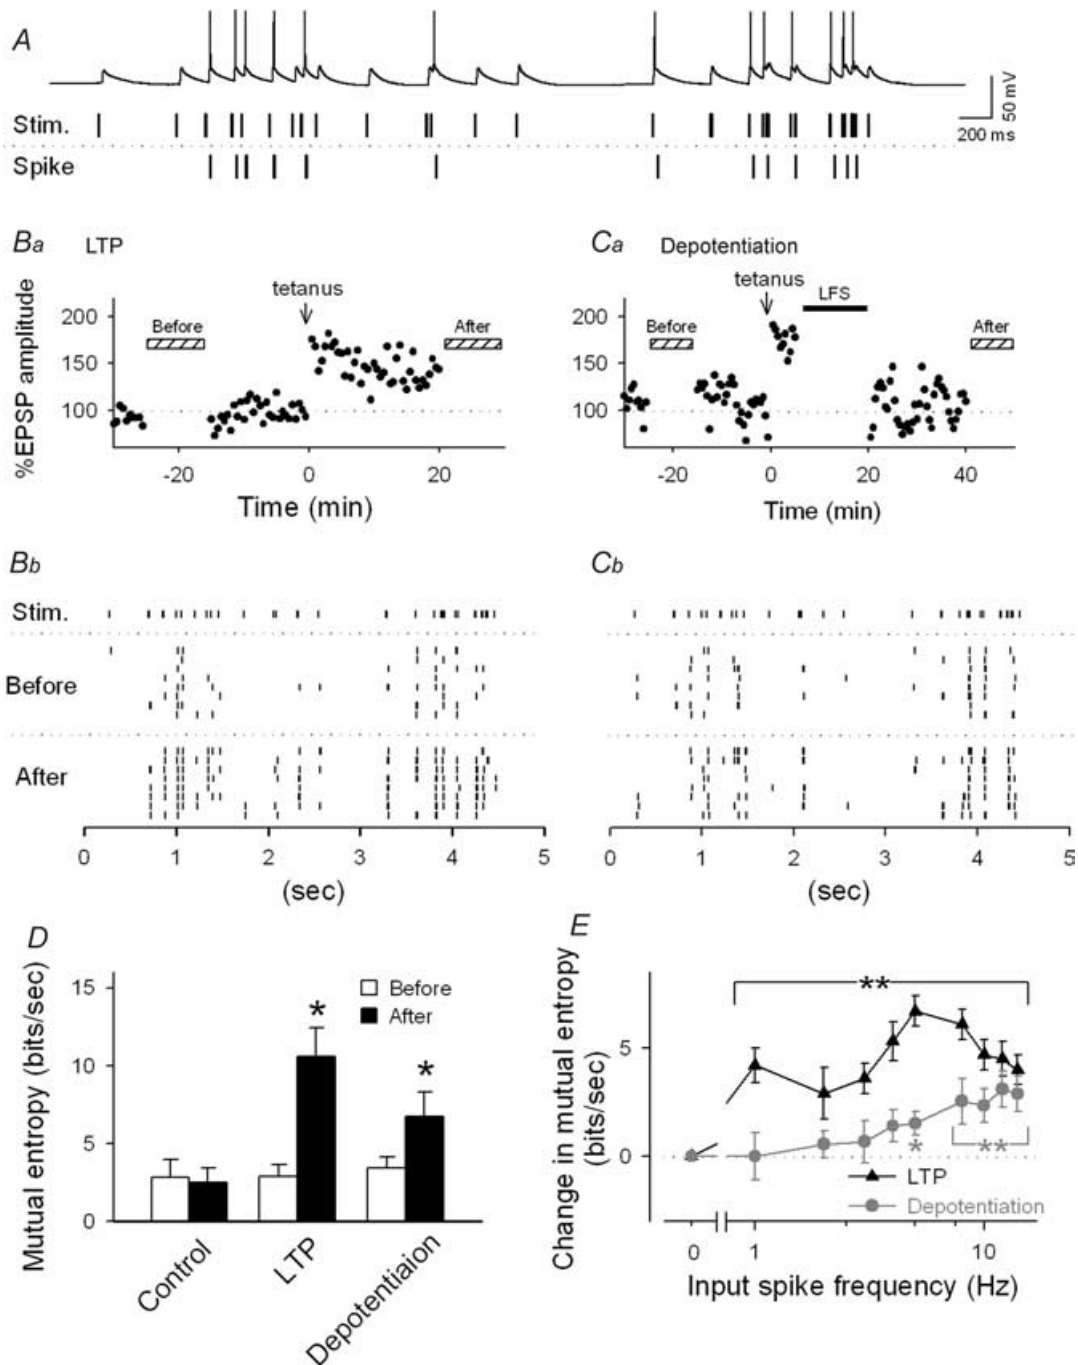 A
50 mV
200 ms
Stim.
Spike
Ba LTP
tetanus
Before
After
%EPSP amplitude
200
150
100
-20 0 20
Time (min)
Ca Depotentiation
tetanus
LFS
Before
After
200
150
100
-20 0 20 40
Time (min)
Bb
Stim.
Before
After
0 1 2 3 4 5
(sec)
Cb
0 1 2 3 4 5
(sec)
D
Mutual entropy (bits/sec)
15
10
5
0
Before
After
*
*
Control
LTP
Depotentiaion
E
Change in mutual entropy
(bits/sec)
5
0
**
*
**
LTP
Depotentiation
0 1 10
Input spike frequency (Hz)